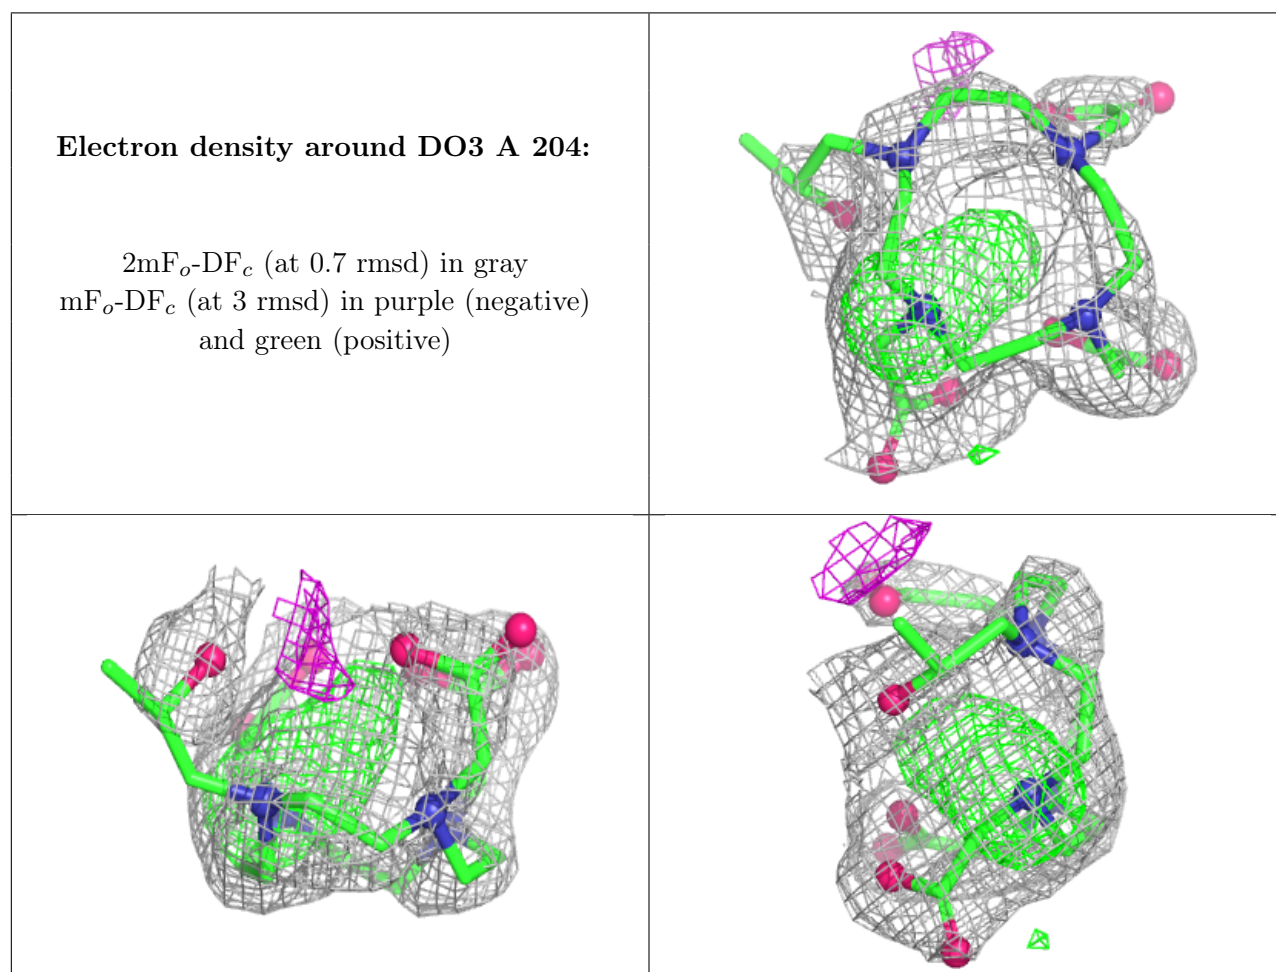 Electron density around DO3 A 204:
2mFₒ-DF𝒸 (at 0.7 rmsd) in gray
mFₒ-DF𝒸 (at 3 rmsd) in purple (negative)
and green (positive)